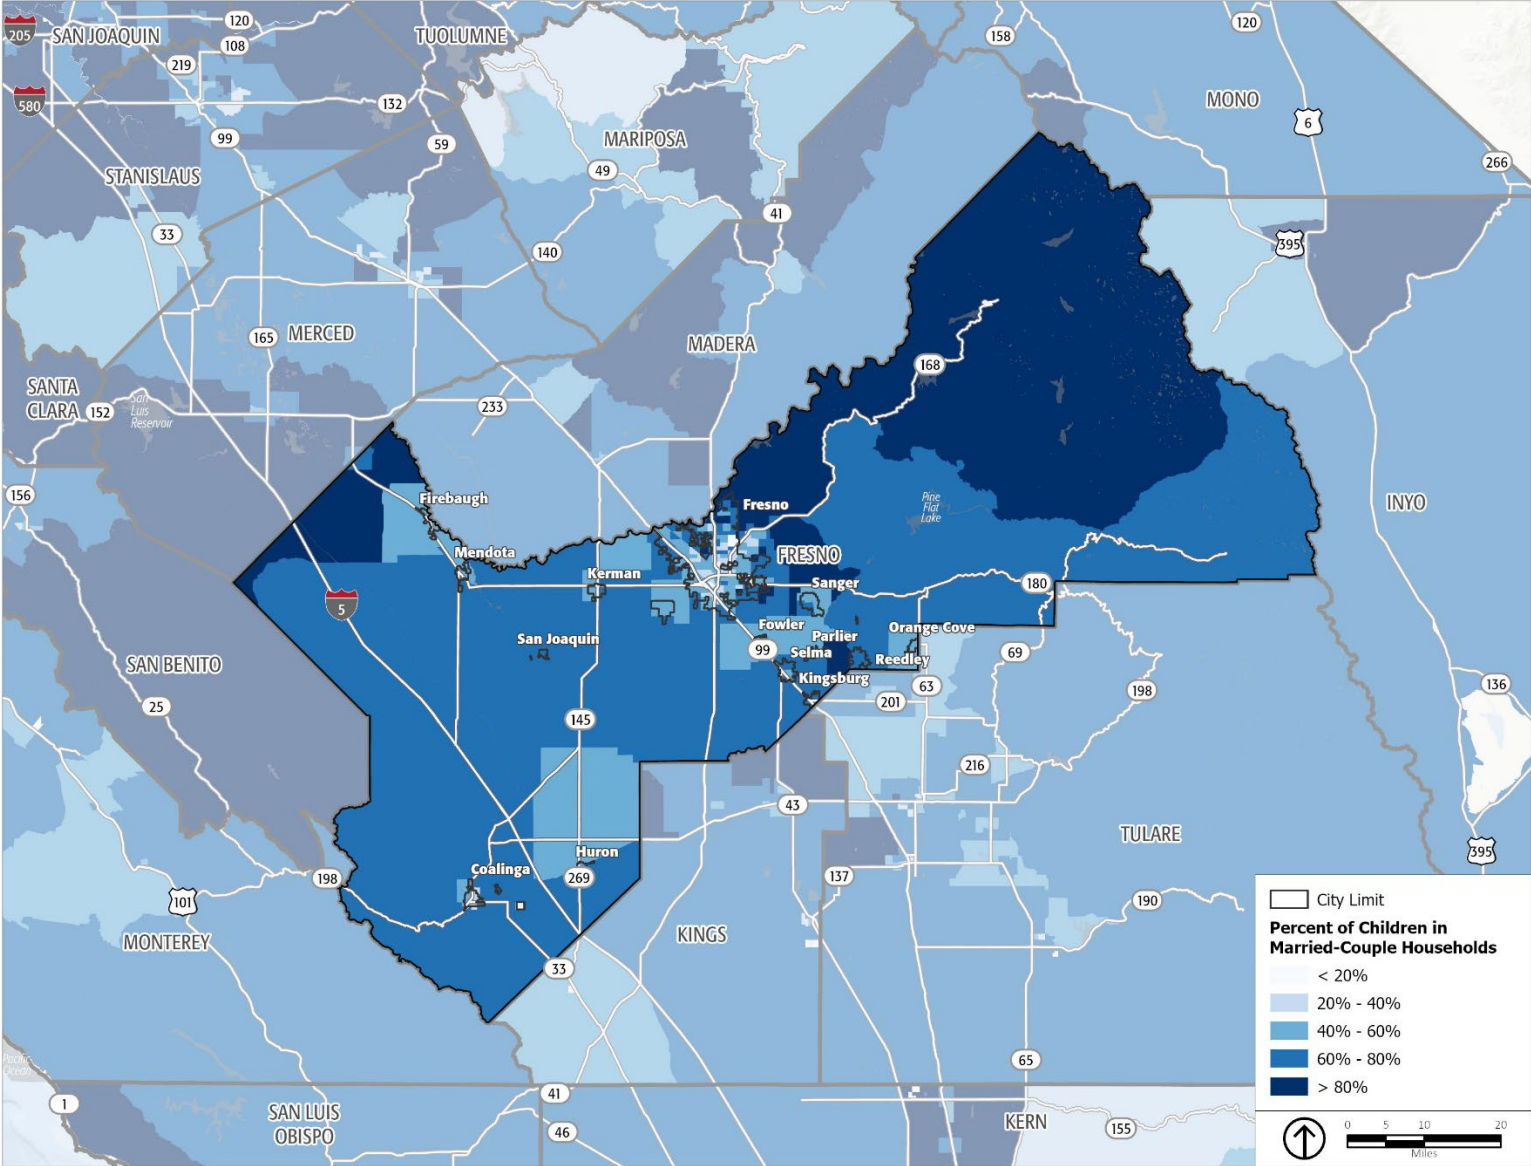 120
SAN JOAQUIN
TUOLUMNE
158
120
205
108
219
MONO
580
132
6
99
59
MARIPOSA
266
49
STANISLAUS
41
33
395
140
165
MERCED
MADERA
168
SANTA
CLARA
152
San
Luis
Reservoir
233
156
Firebaugh
Fresno
Pine
Flat
Lake
INYO
Mendota
FRESNO
Kerman
Sanger
180
5
Fowler
Orange Cove
San Joaquin
Parlier
99
Selma
Reedley
69
SAN BENITO
Kingsburg
63
198
136
25
201
145
216
43
TULARE
Huron
395
Coalinga
198
269
137
101
190
MONTEREY
KINGS
33
City Limit
Percent of Children in
Married-Couple Households
< 20%
20% - 40%
40% - 60%
60% - 80%
> 80%
Pacific
Ocean
65
1
41
SAN LUIS
OBISPO
46
KERN
155
0 5 10 20
Miles